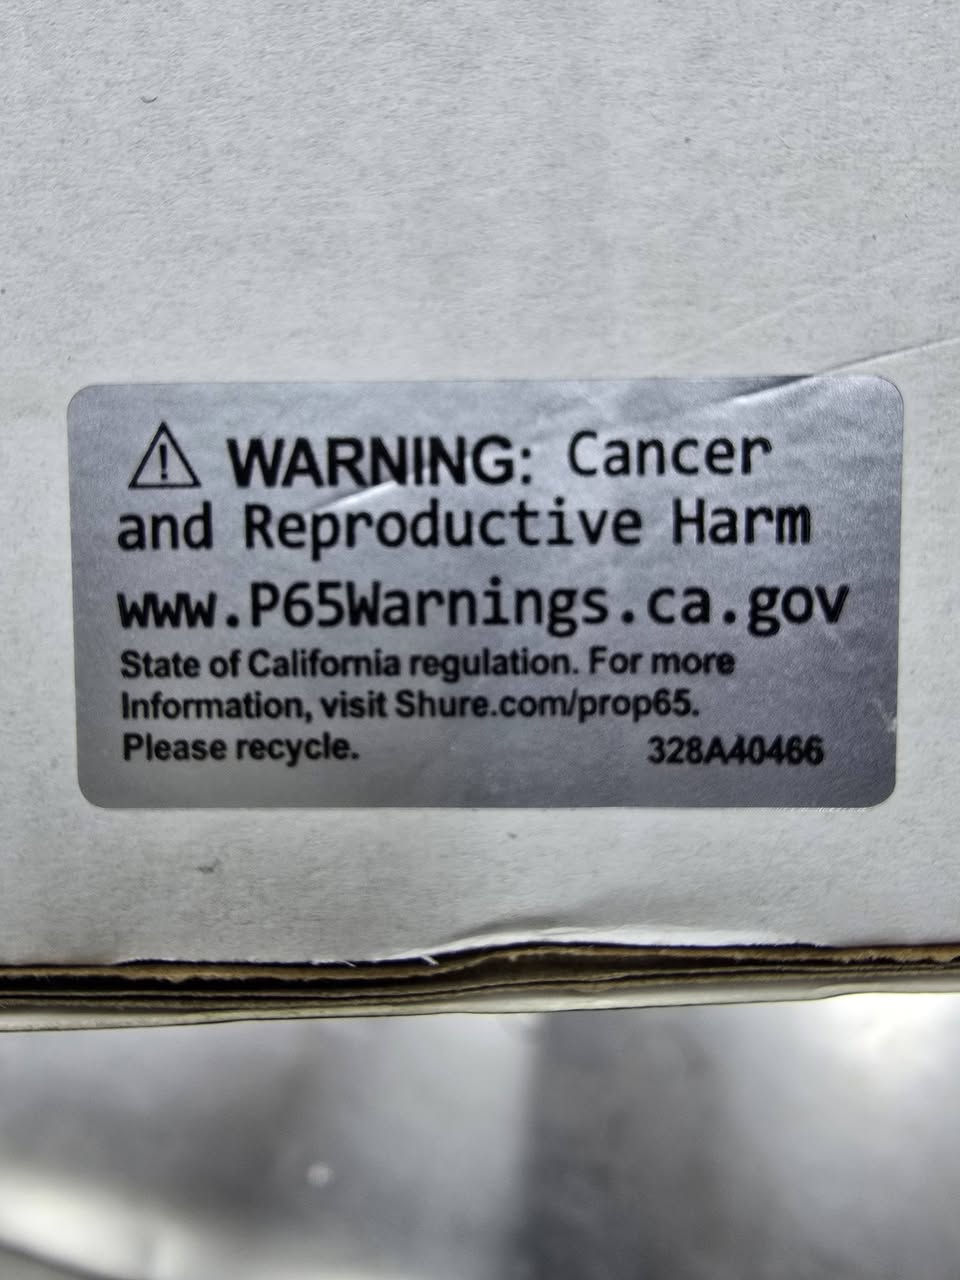 ⚠ WARNING: Cancer
and Reproductive Harm
www.P65Warnings.ca.gov
State of California regulation. For more
Information, visit Shure.com/prop65.
Please recycle. 328A40466